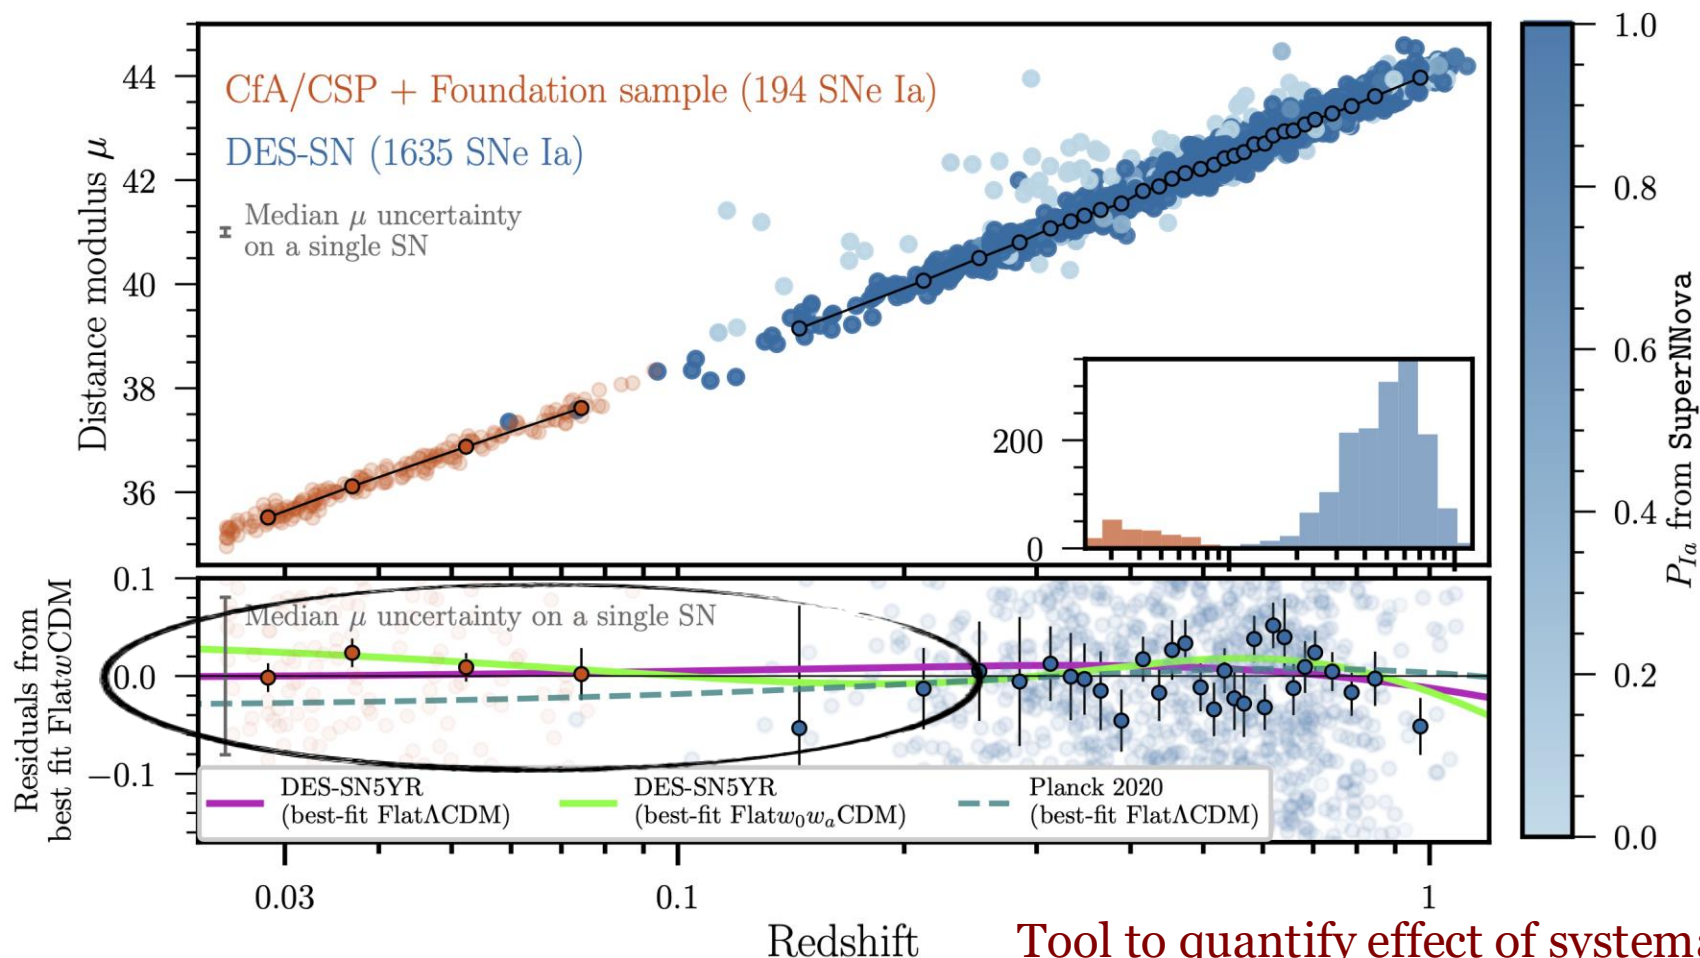 44
42
40
38
36
Distance modulus μ
CfA/CSP + Foundation sample (194 SNe Ia)
DES-SN (1635 SNe Ia)
Median μ uncertainty
on a single SN
200
0
1.0
0.8
0.6
0.4
0.2
0.0
P_{Ia} from SuperNNova
0.1
0.0
−0.1
Residuals from
best fit FlatwCDM
Median μ uncertainty on a single SN
DES-SN5YR
(best-fit FlatΛCDM)
DES-SN5YR
(best-fit Flatw₀wₐCDM)
Planck 2020
(best-fit FlatΛCDM)
0.03
0.1
1
Redshift
Tool to quantify effect of systema